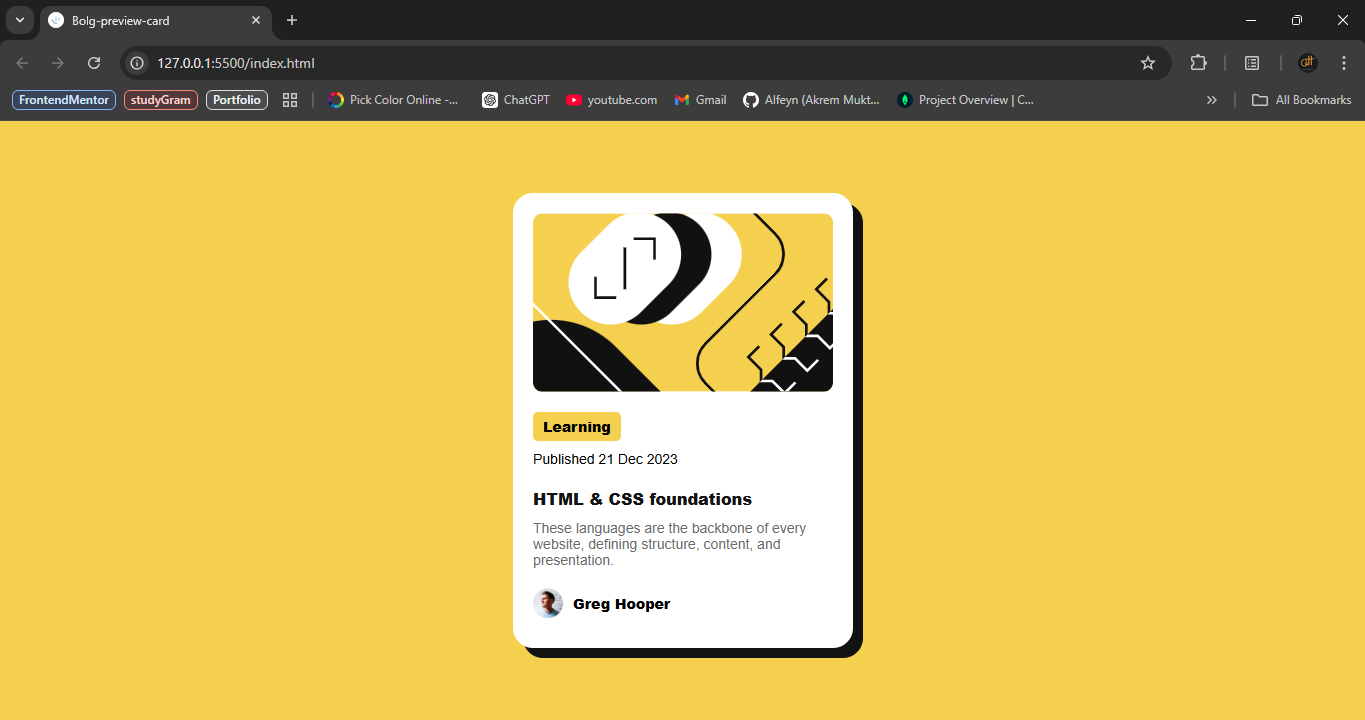 Bolg-preview-card
127.0.0.1:5500/index.html
FrontendMentor studyGram Portfolio Pick Color Online -... ChatGPT youtube.com Gmail Alfeyn (Akrem Mukt... Project Overview | C... All Bookmarks
Learning
Published 21 Dec 2023
HTML & CSS foundations
These languages are the backbone of every
website, defining structure, content, and
presentation.
Greg Hooper